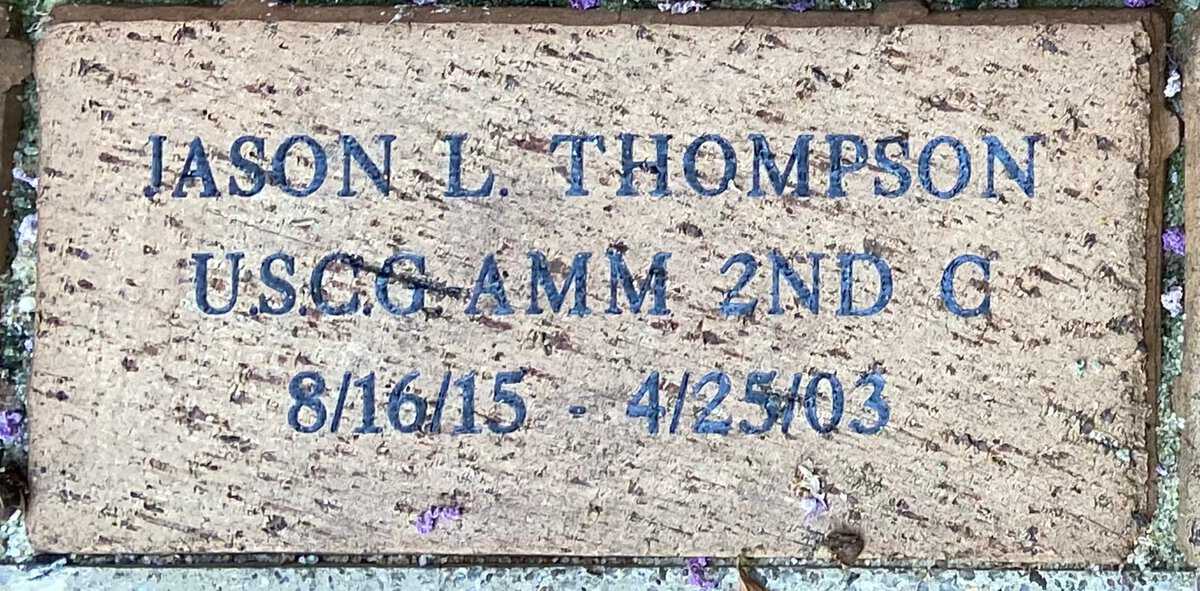 JASON L. THOMPSON
U.S.C.G. AMM 2ND C
8/16/15 - 4/25/03